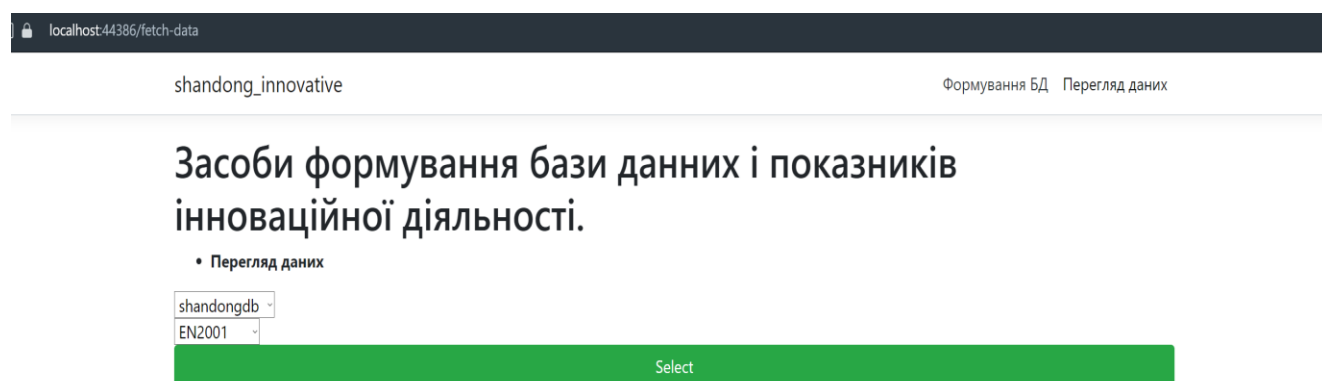 localhost:44386/fetch-data
shandong_innovative Формування БД Перегляд даних
Засоби формування бази данних і показників
інноваційної діяльності.
• Перегляд даних
shandongdb
EN2001
Select